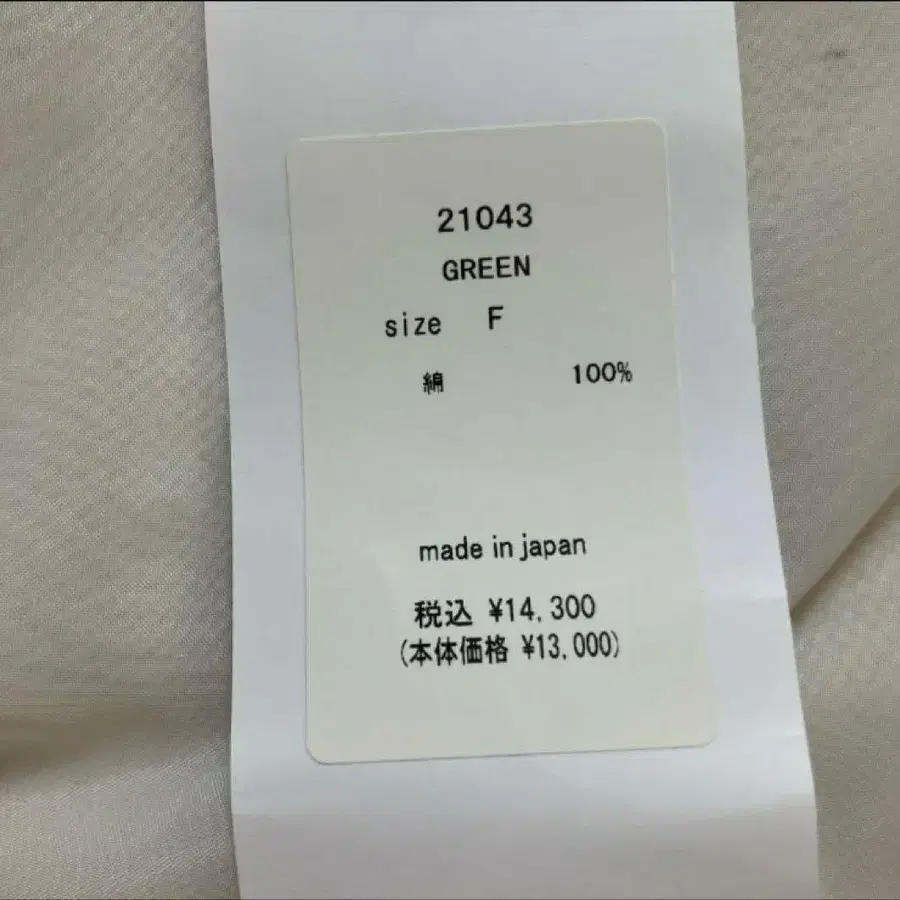 21043
GREEN
size F
綿 100%
made in japan
税込 ¥14,300
(本体価格 ¥13,000)